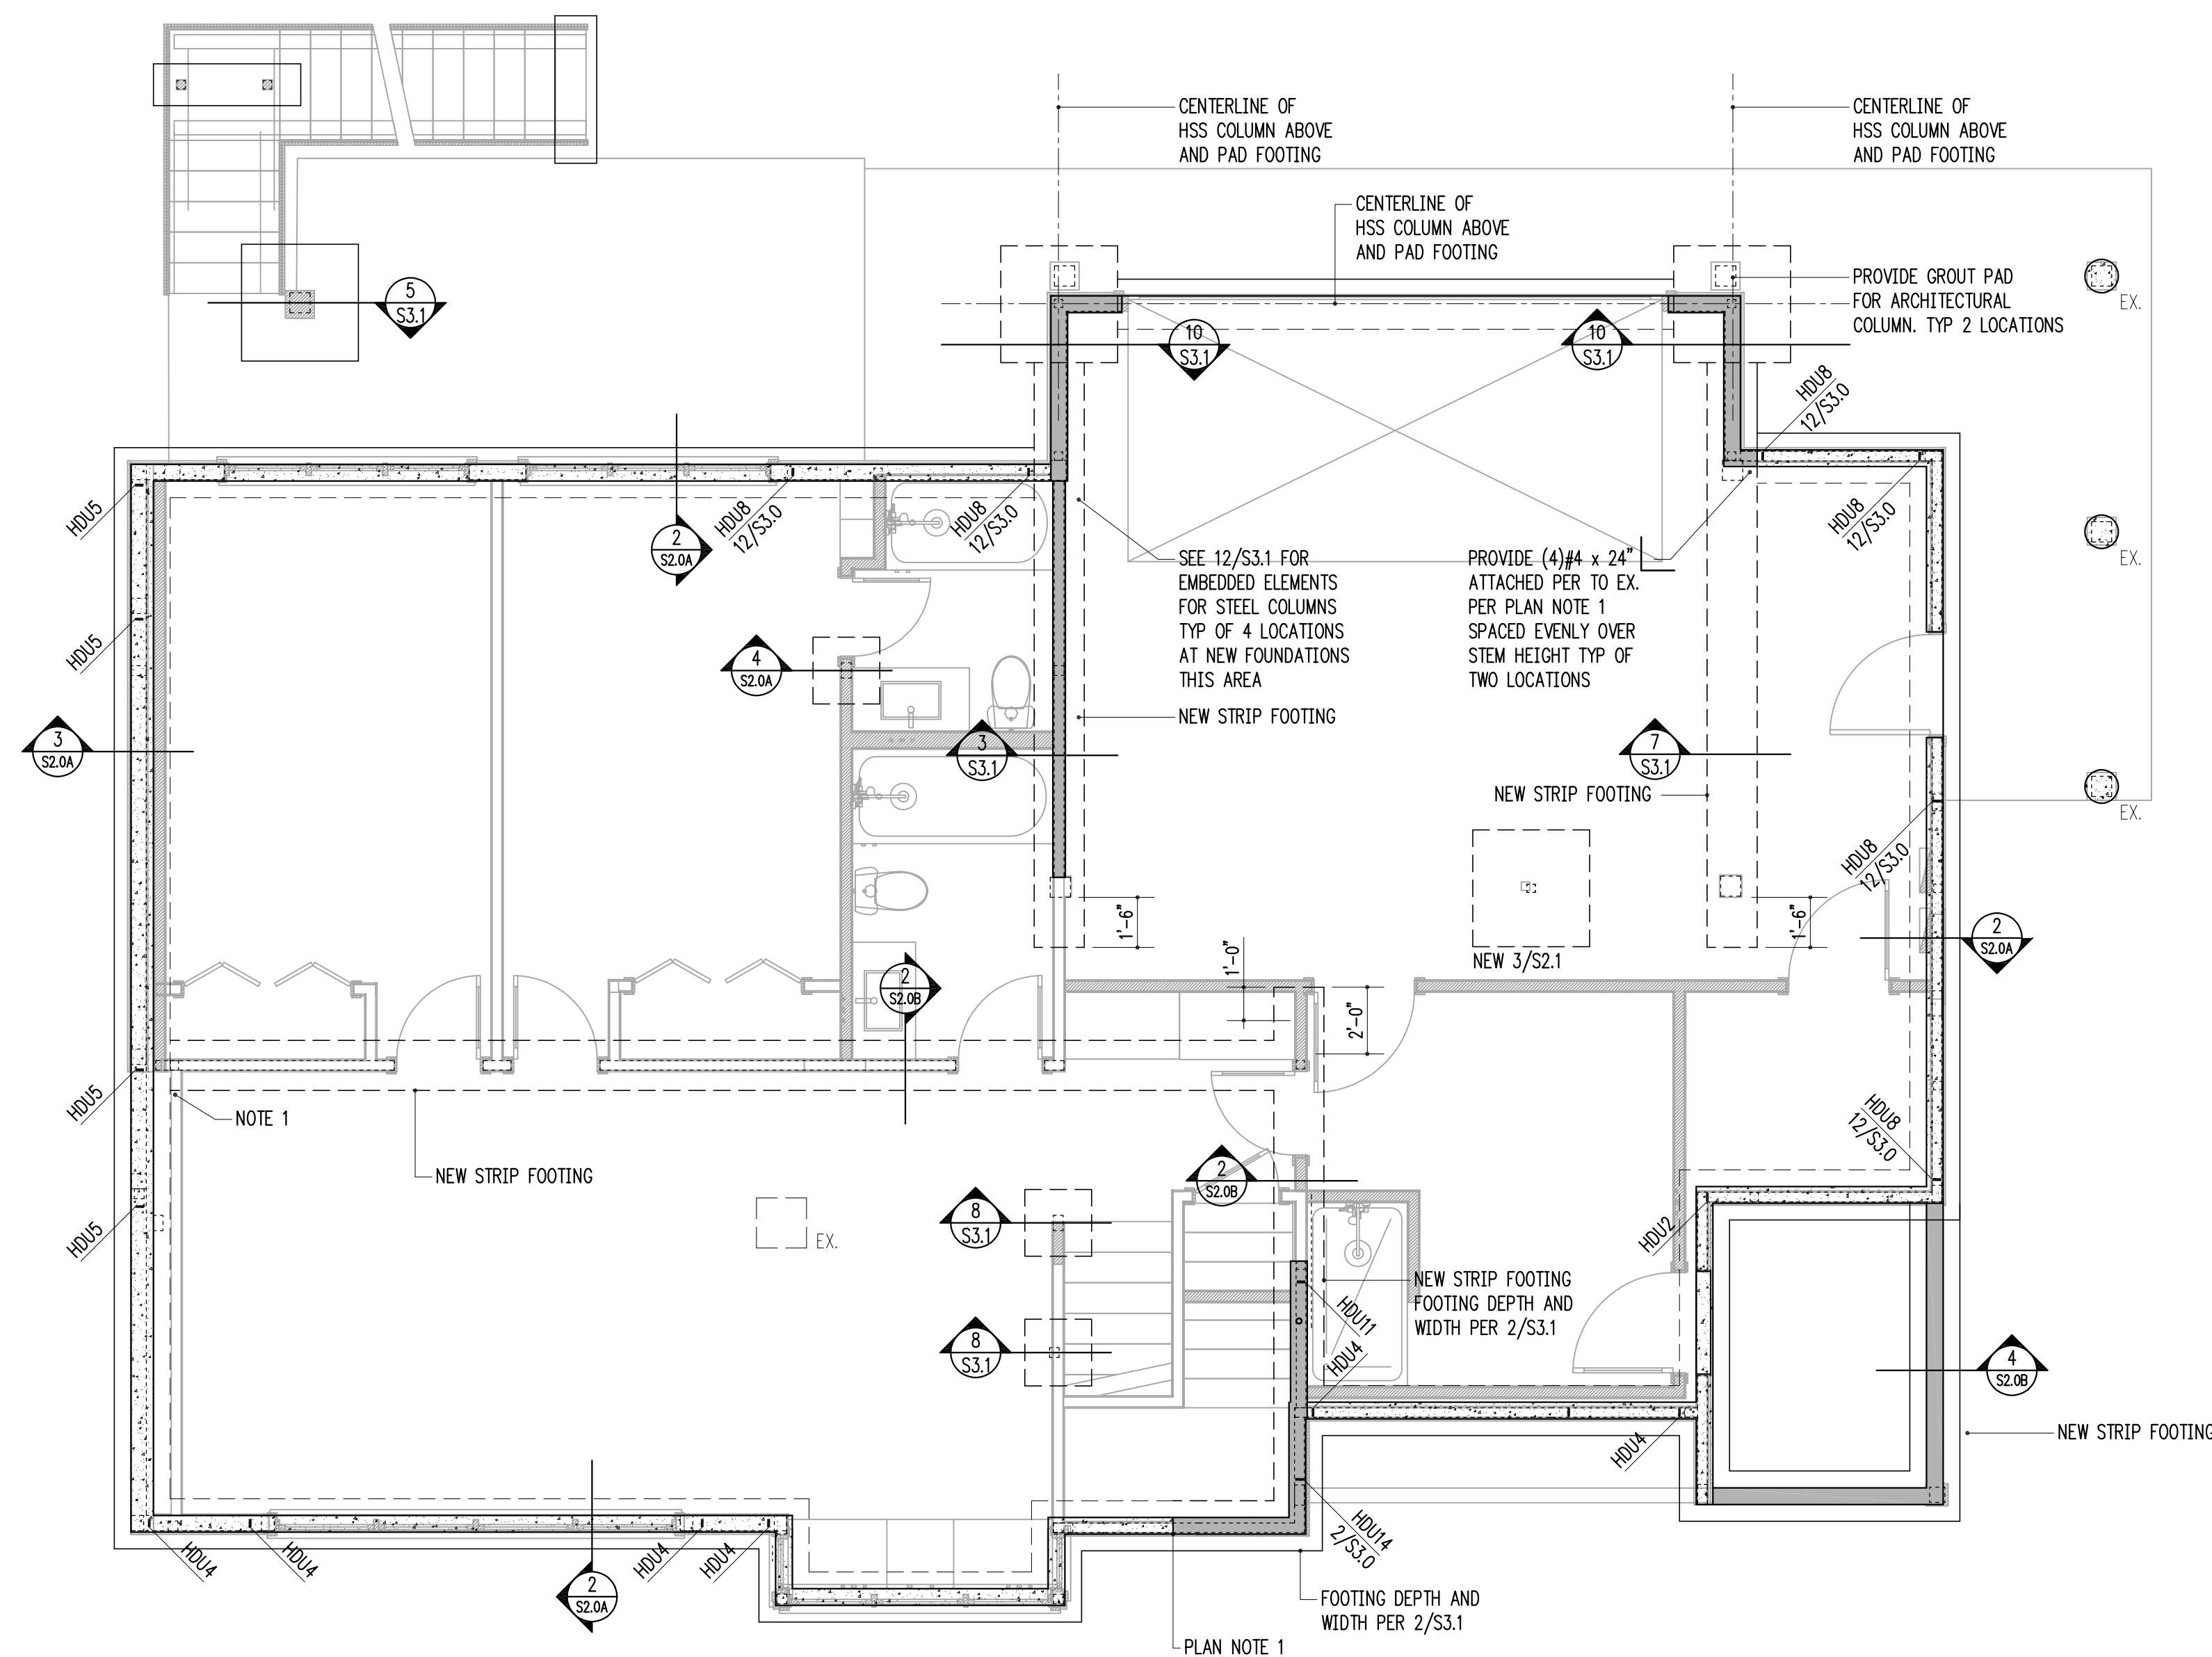 CENTERLINE OF
HSS COLUMN ABOVE
AND PAD FOOTING
CENTERLINE OF
HSS COLUMN ABOVE
AND PAD FOOTING
CENTERLINE OF
HSS COLUMN ABOVE
AND PAD FOOTING
PROVIDE GROUT PAD
FOR ARCHITECTURAL
COLUMN. TYP 2 LOCATIONS
EX.
5
S3.1
10
S3.1
10
S3.1
HDU8
12/S3.0
HDU5
2
S2.0A
HDU8
12/S3.0
HDU8
12/S3.0
HDU8
12/S3.0
SEE 12/S3.1 FOR
EMBEDDED ELEMENTS
FOR STEEL COLUMNS
TYP OF 4 LOCATIONS
AT NEW FOUNDATIONS
THIS AREA
PROVIDE (4)#4 x 24"
ATTACHED PER TO EX.
PER PLAN NOTE 1
SPACED EVENLY OVER
STEM HEIGHT TYP OF
TWO LOCATIONS
EX.
HDU5
4
S2.0A
NEW STRIP FOOTING
3
S2.0A
3
S3.1
7
S3.1
NEW STRIP FOOTING
EX.
HDU8
12/S3.0
1'-6"
1'-6"
NEW 3/S2.1
2
S2.0A
1'-0"
2'-0"
2
S2.0B
HDU5
NOTE 1
NEW STRIP FOOTING
HDU8
12/S3.0
2
S2.0B
HDU5
EX.
8
S3.1
HDU2
NEW STRIP FOOTING
FOOTING DEPTH AND
WIDTH PER 2/S3.1
HDU11
HDU4
8
S3.1
4
S2.0B
NEW STRIP FOOTING
HDU4
HDU4
HDU4
HDU4
HDU4
HDU14
2/S3.0
2
S2.0A
FOOTING DEPTH AND
WIDTH PER 2/S3.1
PLAN NOTE 1